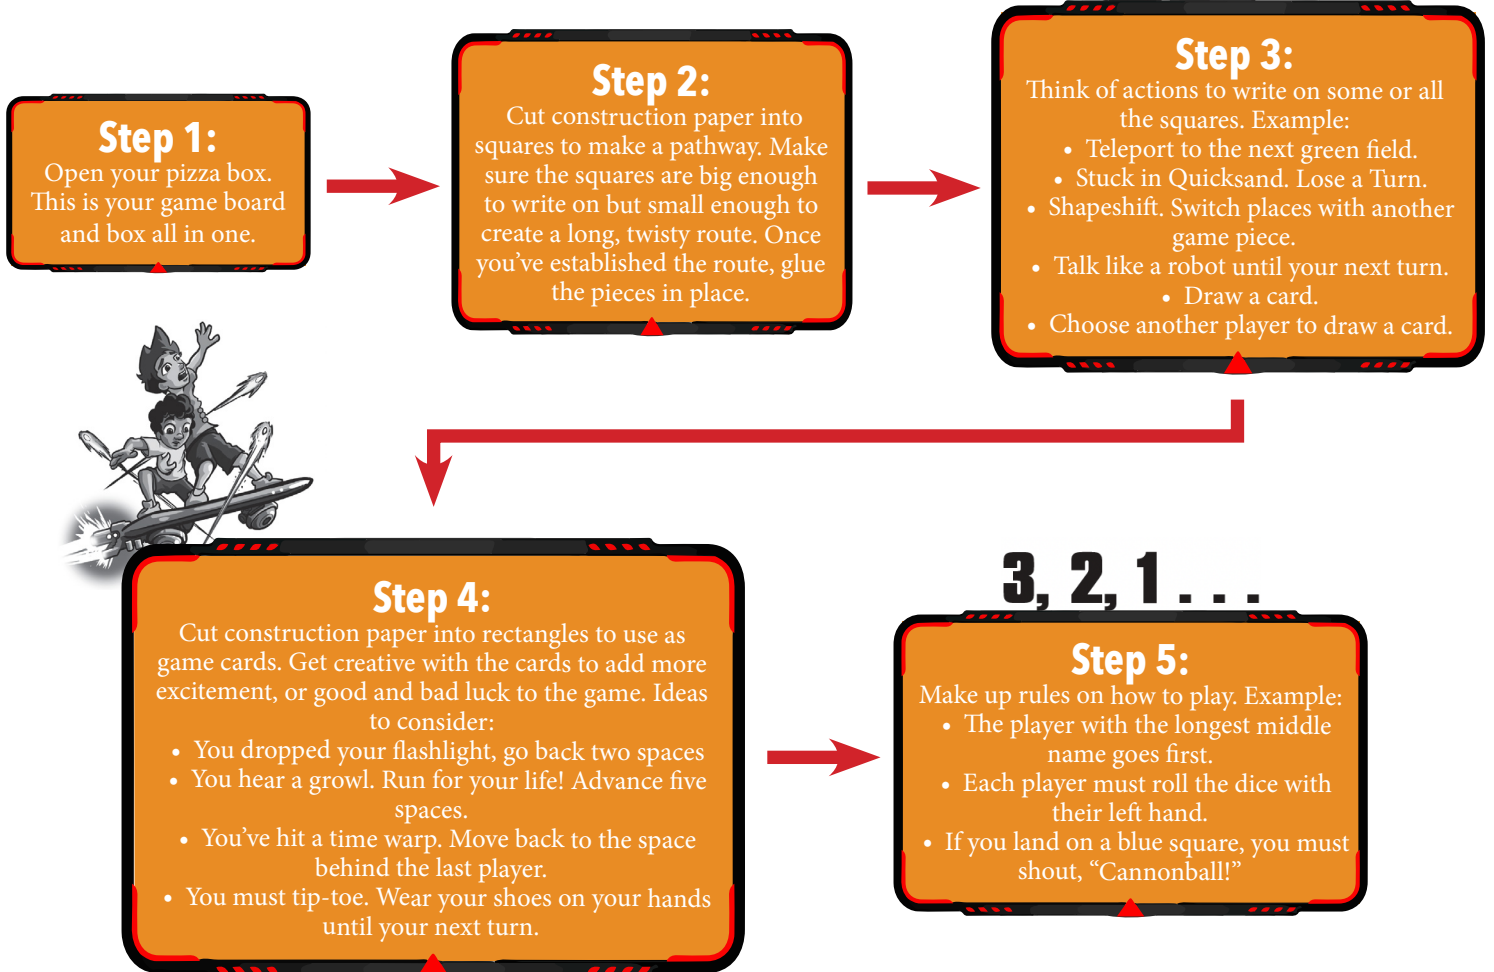 Step 1:
Open your pizza box.
This is your game board
and box all in one.
Step 2:
Cut construction paper into
squares to make a pathway. Make
sure the squares are big enough
to write on but small enough to
create a long, twisty route. Once
you've established the route, glue
the pieces in place.
Step 3:
Think of actions to write on some or all
the squares. Example:
• Teleport to the next green field.
• Stuck in Quicksand. Lose a Turn.
• Shapeshift. Switch places with another
game piece.
• Talk like a robot until your next turn.
• Draw a card.
• Choose another player to draw a card.
Step 4:
Cut construction paper into rectangles to use as
game cards. Get creative with the cards to add more
excitement, or good and bad luck to the game. Ideas
to consider:
• You dropped your flashlight, go back two spaces
• You hear a growl. Run for your life! Advance five
spaces.
• You've hit a time warp. Move back to the space
behind the last player.
• You must tip-toe. Wear your shoes on your hands
until your next turn.
3, 2, 1 . . .
Step 5:
Make up rules on how to play. Example:
• The player with the longest middle
name goes first.
• Each player must roll the dice with
their left hand.
• If you land on a blue square, you must
shout, “Cannonball!”